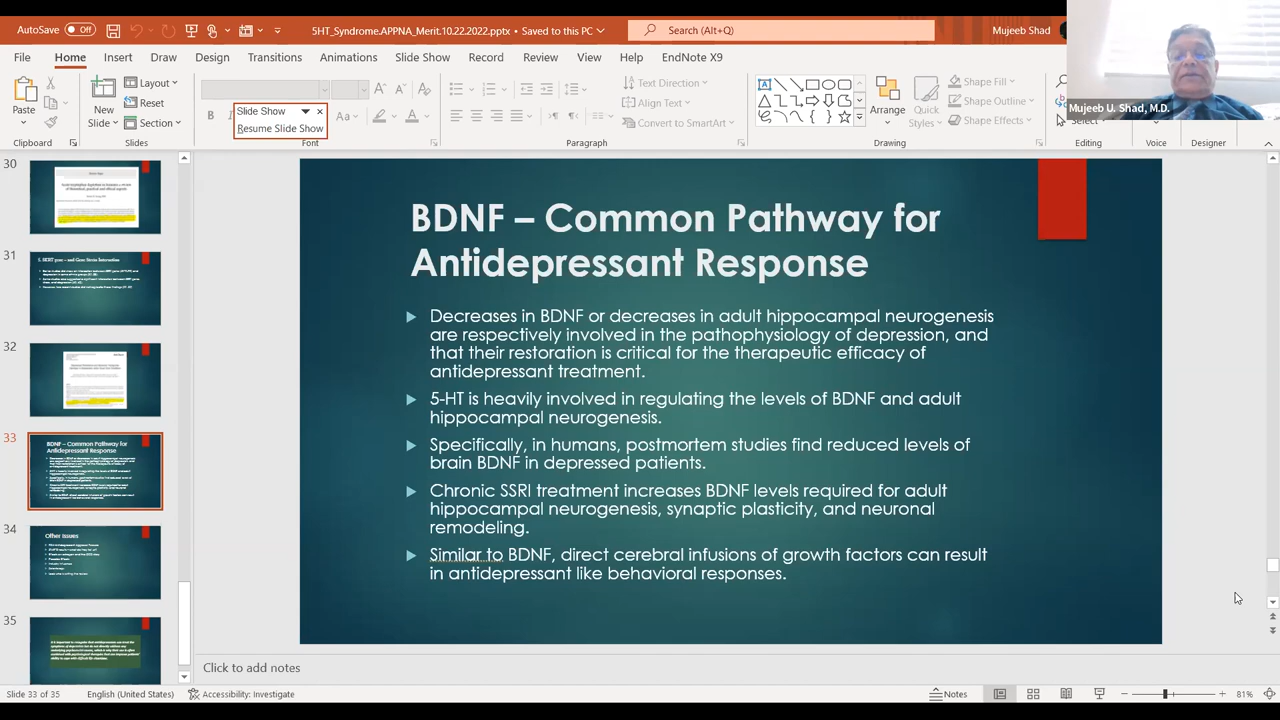 AutoSave Off 5HT_Syndrome.APPNA_Merit.10.22.2022.pptx • Saved to this PC Search (Alt+Q) Mujeeb Shad
File Home Insert Draw Design Transitions Animations Slide Show Record Review View Help EndNote X9
Paste New Slide Layout Reset Section
Slide Show
Resume Slide Show
Text Direction
Align Text
Convert to SmartArt
Arrange Quick Styles
Shape Fill
Shape Outline
Shape Effects
Select
Mujeeb U. Shad, M.D.
Clipboard Slides Font Paragraph Drawing Editing Voice Designer
30
31
32
33
BDNF – Common Pathway for
Antidepressant Response
34
Other Issues
35
BDNF – Common Pathway for
Antidepressant Response
Decreases in BDNF or decreases in adult hippocampal neurogenesis
are respectively involved in the pathophysiology of depression, and
that their restoration is critical for the therapeutic efficacy of
antidepressant treatment.
5-HT is heavily involved in regulating the levels of BDNF and adult
hippocampal neurogenesis.
Specifically, in humans, postmortem studies find reduced levels of
brain BDNF in depressed patients.
Chronic SSRI treatment increases BDNF levels required for adult
hippocampal neurogenesis, synaptic plasticity, and neuronal
remodeling.
Similar to BDNF, direct cerebral infusions of growth factors can result
in antidepressant like behavioral responses.
Click to add notes
Slide 33 of 35 English (United States) Accessibility: Investigate Notes 81%